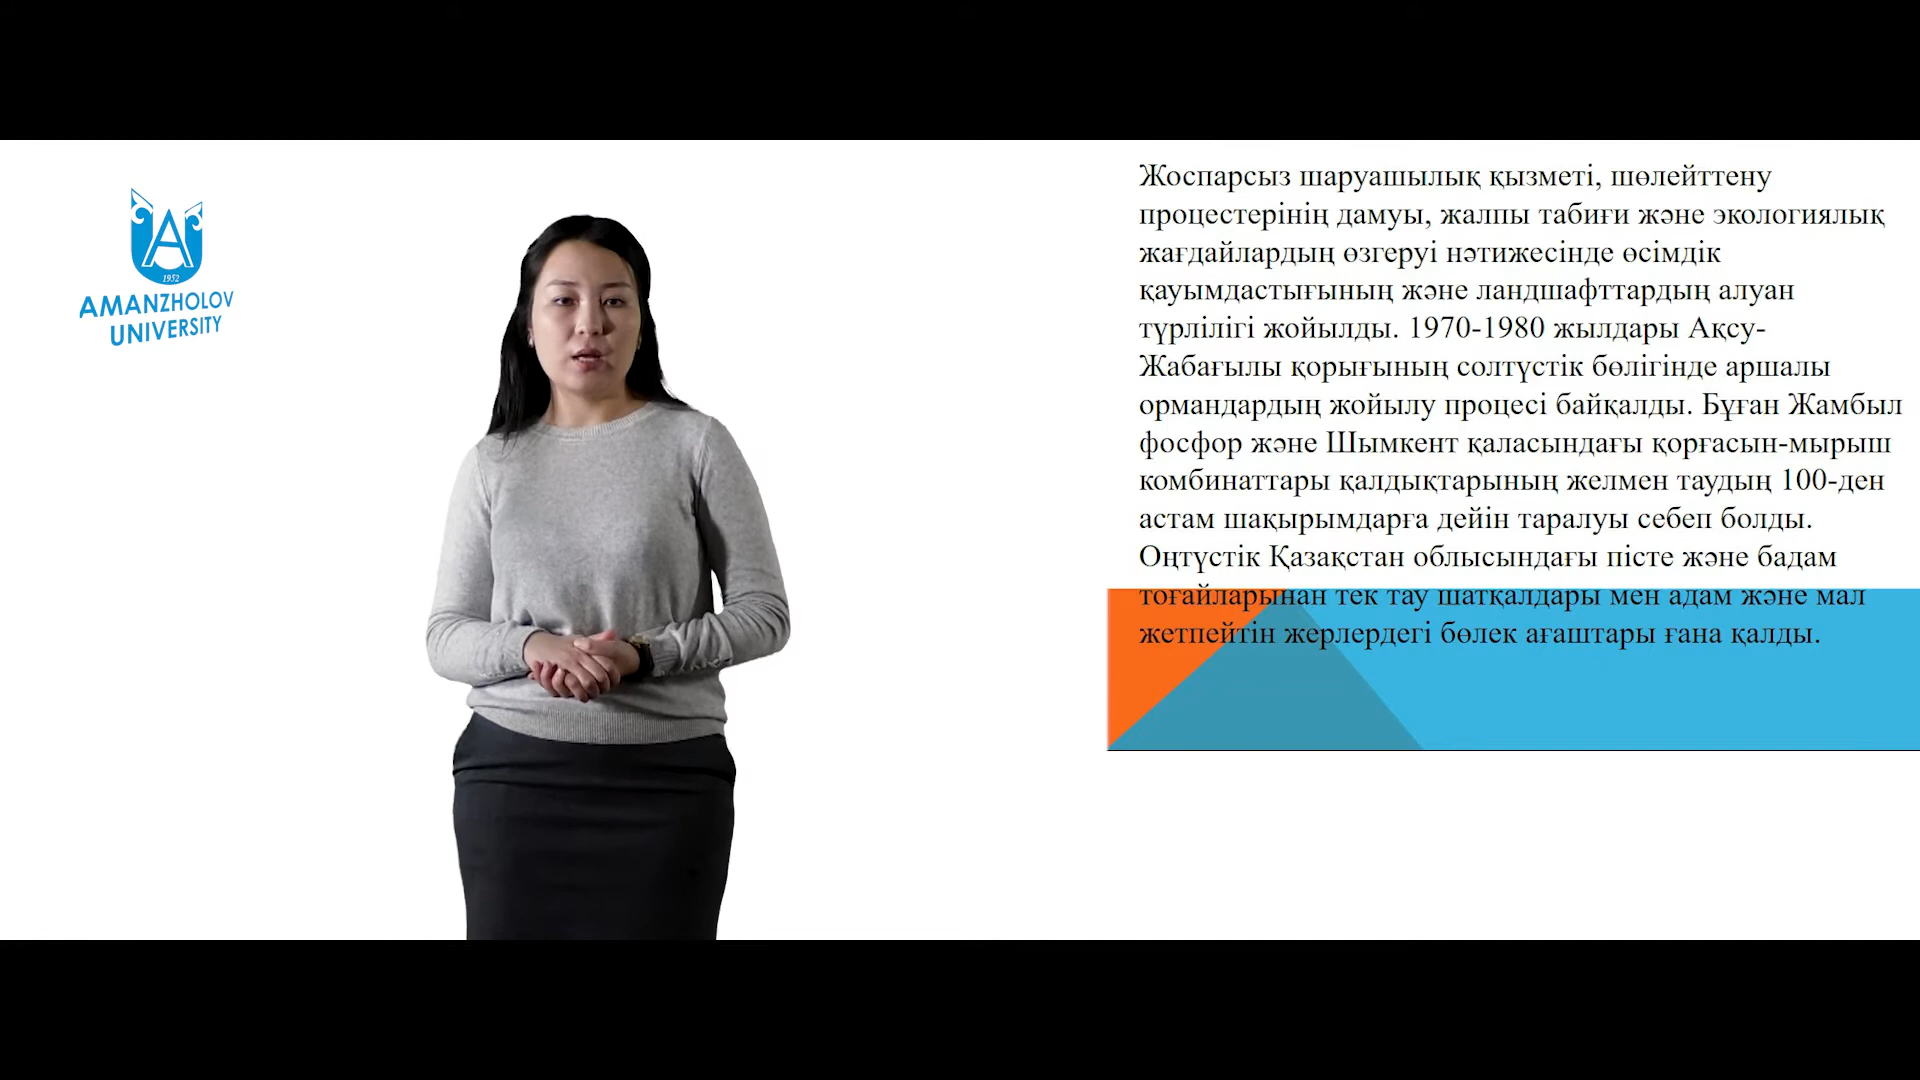 1952
AMANZHOLOV
UNIVERSITY
Жоспарсыз шаруашылық қызметі, шөлейттену
процестерінің дамуы, жалпы табиғи және экологиялық
жағдайлардың өзгеруі нәтижесінде өсімдік
қауымдастығының және ландшафттардың алуан
түрлілігі жойылды. 1970-1980 жылдары Ақсу-
Жабағылы қорығының солтүстік бөлігінде аршалы
ормандардың жойылу процесі байқалды. Бұған Жамбыл
фосфор және Шымкент қаласындағы қорғасын-мырыш
комбинаттары қалдықтарының желмен таудың 100-ден
астам шақырымдарға дейін таралуы себеп болды.
Оңтүстік Қазақстан облысындағы пісте және бадам
тоғайларынан тек тау шатқалдары мен адам және мал
жетпейтін жерлердегі бөлек ағаштары ғана қалды.